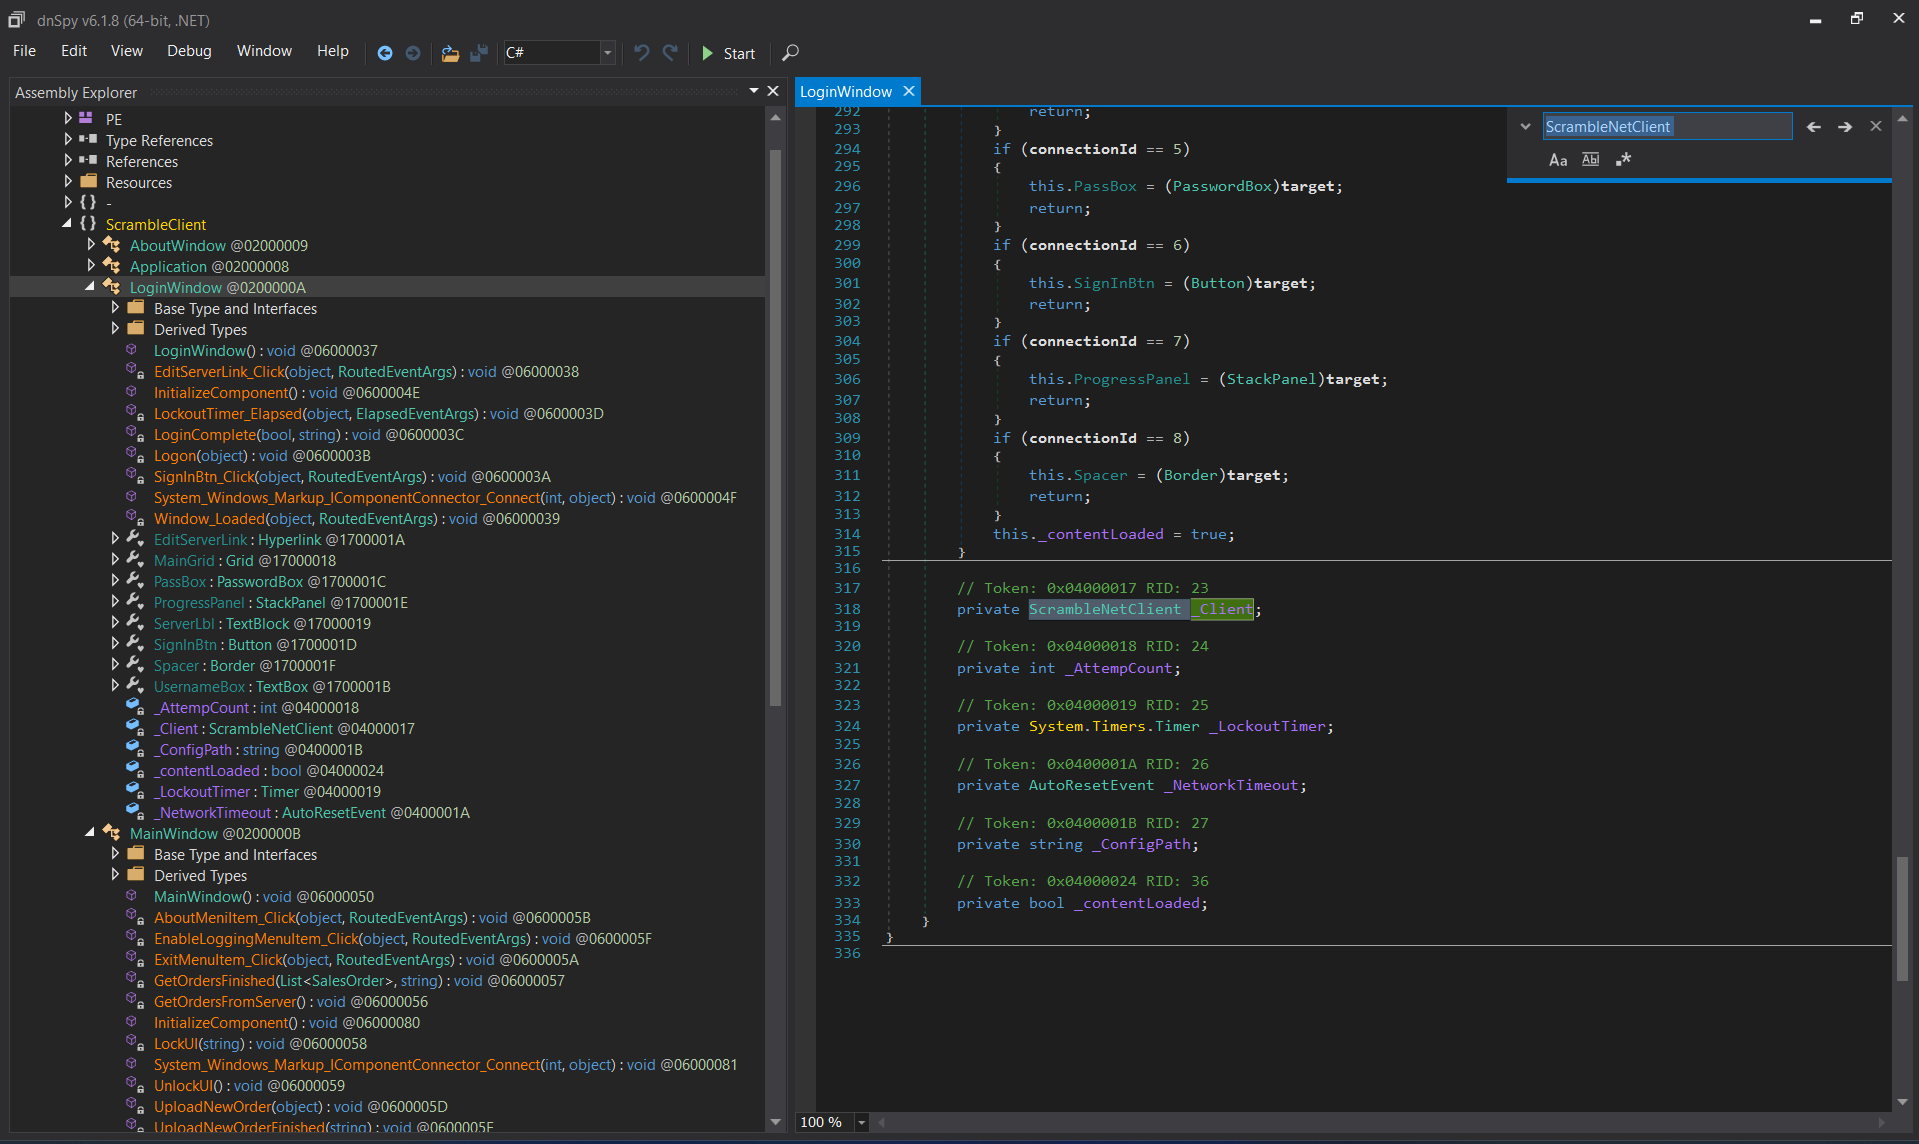 dnSpy v6.1.8 (64-bit, .NET)
File Edit View Debug Window Help C# Start
Assembly Explorer
PE
Type References
References
Resources
{ } -
{ } ScrambleClient
AboutWindow @02000009
Application @02000008
LoginWindow @0200000A
Base Type and Interfaces
Derived Types
LoginWindow() : void @06000037
EditServerLink_Click(object, RoutedEventArgs) : void @06000038
InitializeComponent() : void @0600004E
LockoutTimer_Elapsed(object, ElapsedEventArgs) : void @0600003D
LoginComplete(bool, string) : void @0600003C
Logon(object) : void @0600003B
SignInBtn_Click(object, RoutedEventArgs) : void @0600003A
System_Windows_Markup_IComponentConnector_Connect(int, object) : void @0600004F
Window_Loaded(object, RoutedEventArgs) : void @06000039
EditServerLink : Hyperlink @1700001A
MainGrid : Grid @17000018
PassBox : PasswordBox @1700001C
ProgressPanel : StackPanel @1700001E
ServerLbl : TextBlock @17000019
SignInBtn : Button @1700001D
Spacer : Border @1700001F
UsernameBox : TextBox @1700001B
_AttempCount : int @04000018
_Client : ScrambleNetClient @04000017
_ConfigPath : string @0400001B
_contentLoaded : bool @04000024
_LockoutTimer : Timer @04000019
_NetworkTimeout : AutoResetEvent @0400001A
MainWindow @0200000B
Base Type and Interfaces
Derived Types
MainWindow() : void @06000050
AboutMeniItem_Click(object, RoutedEventArgs) : void @0600005B
EnableLoggingMenuItem_Click(object, RoutedEventArgs) : void @0600005F
ExitMenuItem_Click(object, RoutedEventArgs) : void @0600005A
GetOrdersFinished(List<SalesOrder>, string) : void @06000057
GetOrdersFromServer() : void @06000056
InitializeComponent() : void @06000080
LockUI(string) : void @06000058
System_Windows_Markup_IComponentConnector_Connect(int, object) : void @06000081
UnlockUI() : void @06000059
UploadNewOrder(object) : void @0600005D
UploadNewOrderFinished(string) : void @0600005E
LoginWindow
ScrambleNetClient
Aa Abl .*
292 return;
293 }
294 if (connectionId == 5)
295 {
296 this.PassBox = (PasswordBox)target;
297 return;
298 }
299 if (connectionId == 6)
300 {
301 this.SignInBtn = (Button)target;
302 return;
303 }
304 if (connectionId == 7)
305 {
306 this.ProgressPanel = (StackPanel)target;
307 return;
308 }
309 if (connectionId == 8)
310 {
311 this.Spacer = (Border)target;
312 return;
313 }
314 this._contentLoaded = true;
315 }
316
317 // Token: 0x04000017 RID: 23
318 private ScrambleNetClient _Client;
319
320 // Token: 0x04000018 RID: 24
321 private int _AttempCount;
322
323 // Token: 0x04000019 RID: 25
324 private System.Timers.Timer _LockoutTimer;
325
326 // Token: 0x0400001A RID: 26
327 private AutoResetEvent _NetworkTimeout;
328
329 // Token: 0x0400001B RID: 27
330 private string _ConfigPath;
331
332 // Token: 0x04000024 RID: 36
333 private bool _contentLoaded;
334 }
335 }
336
100 %